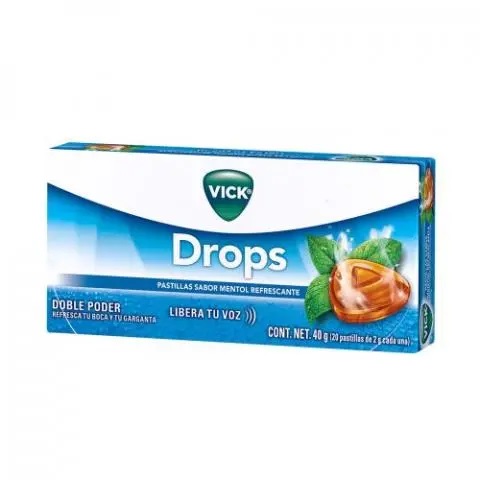 VICK®
Drops
PASTILLAS SABOR MENTOL REFRESCANTE
DOBLE PODER
REFRESCA TU BOCA Y TU GARGANTA
LIBERA TU VOZ
CONT. NET. 40 g (20 pastillas de 2 g cada una)